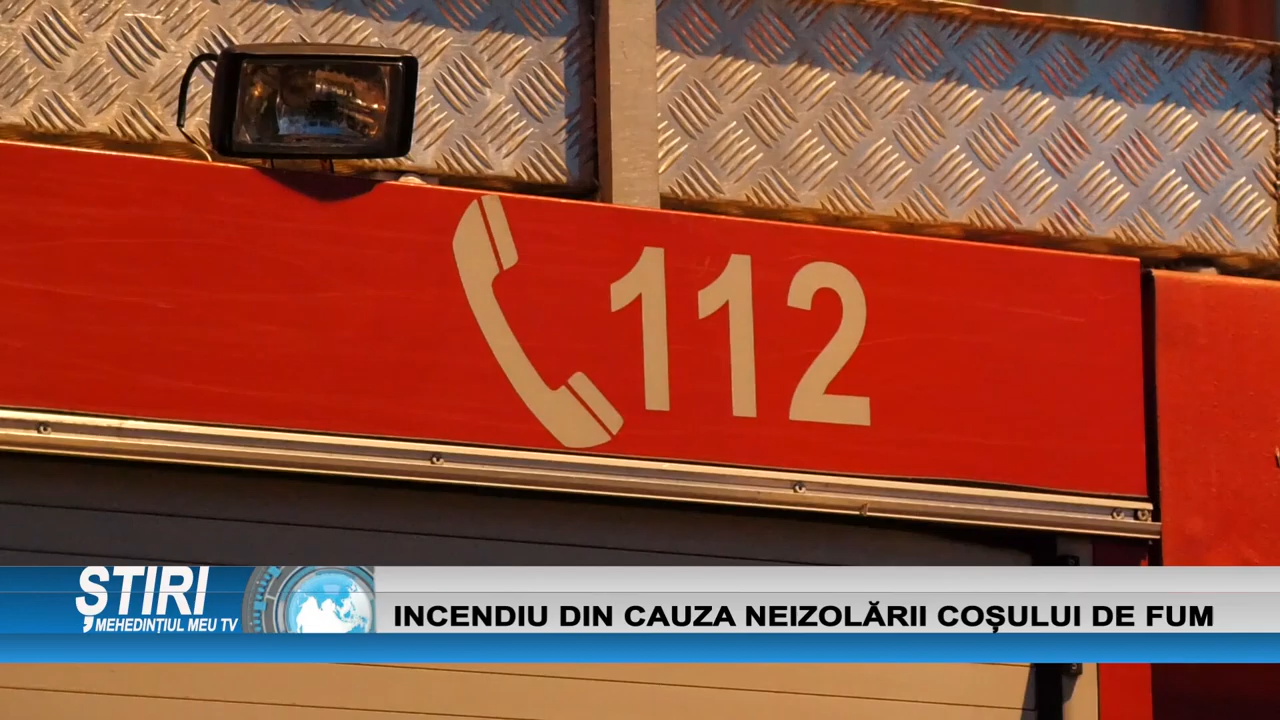 112
ȘTIRI
MEHEDINȚIUL MEU TV
INCENDIU DIN CAUZA NEIZOLĂRII COȘULUI DE FUM